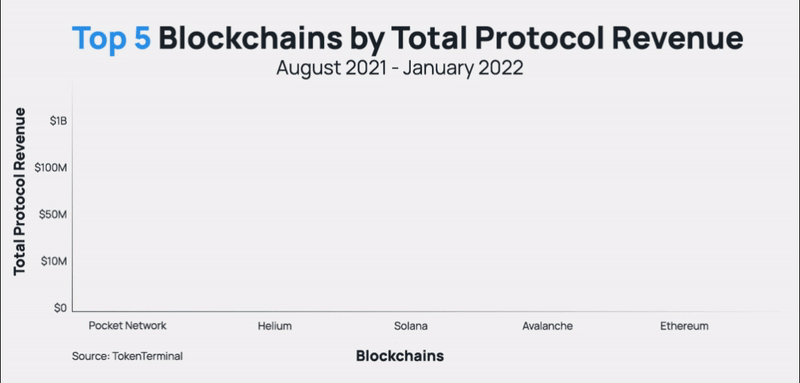 Top 5 Blockchains by Total Protocol Revenue
August 2021 - January 2022
Total Protocol Revenue
$1B
$100M
$50M
$10M
$0
Pocket Network
Helium
Solana
Avalanche
Ethereum
Source: TokenTerminal
Blockchains